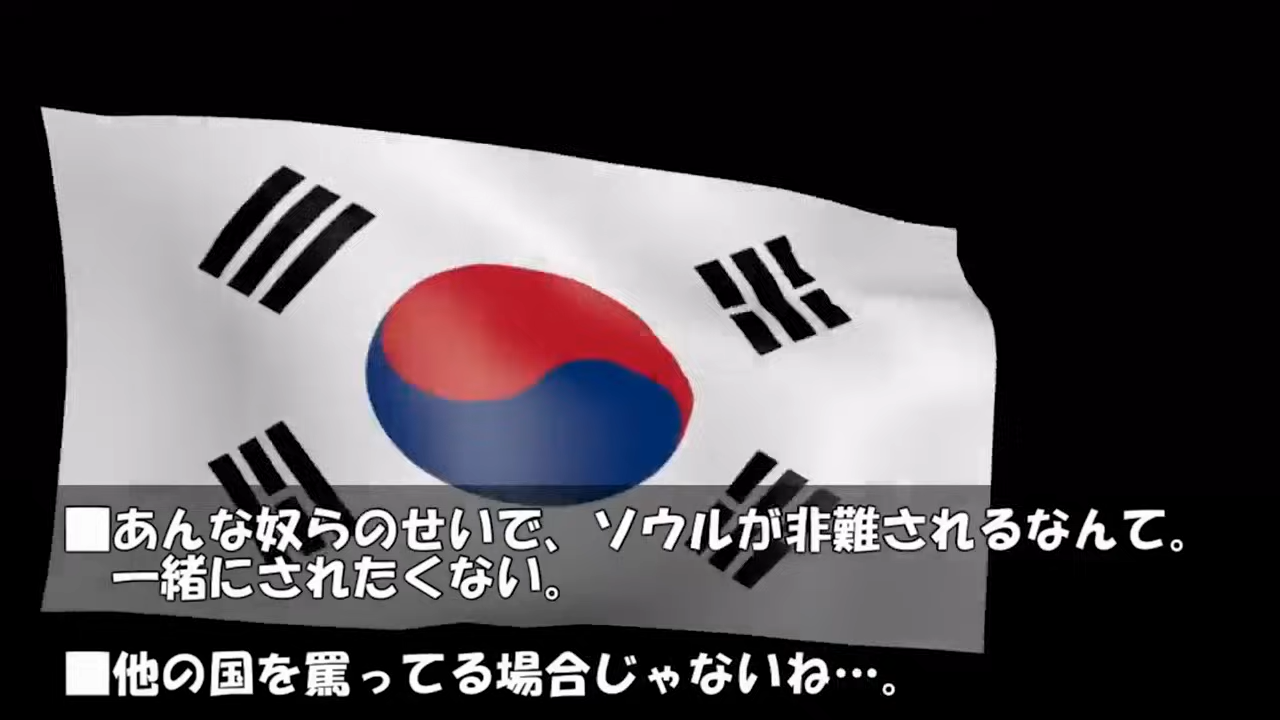 ■あんな奴らのせいで、ソウルが非難されるなんて。
一緒にされたくない。
■他の国を罵ってる場合じゃないね…。